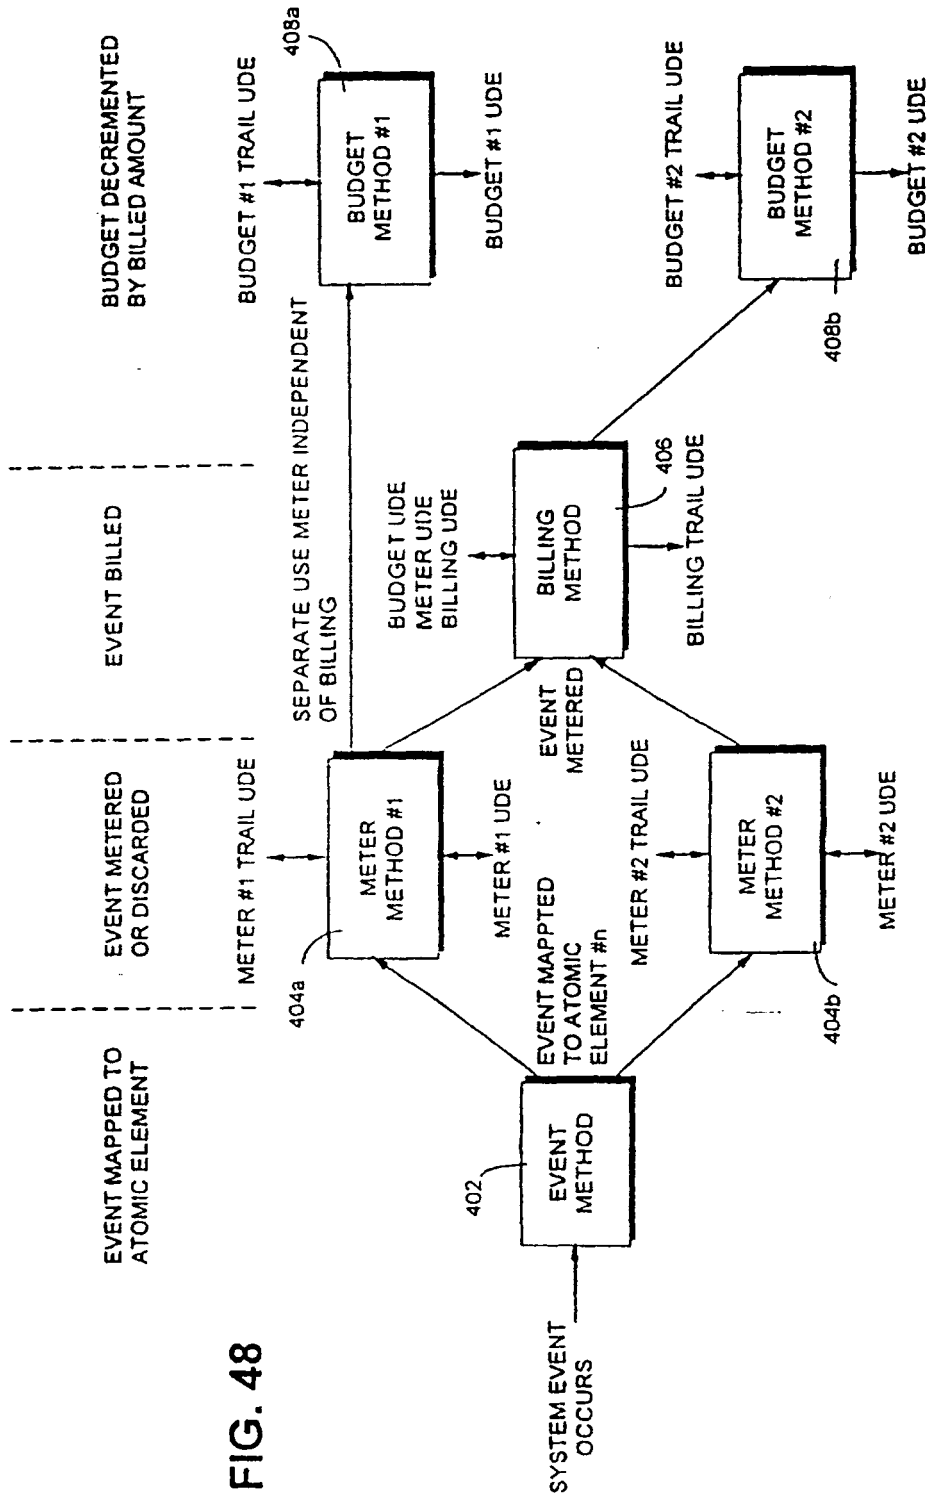 FIG. 48
EVENT MAPPED TO
ATOMIC ELEMENT
EVENT METERED
OR DISCARDED
EVENT BILLED
BUDGET DECREMENTED
BY BILLED AMOUNT
SYSTEM EVENT
OCCURS
402
EVENT
METHOD
EVENT MAPPTED
TO ATOMIC
ELEMENT #n
METER #1 TRAIL UDE
404a
METER
METHOD #1
METER #1 UDE
METER #2 TRAIL UDE
METER
METHOD #2
404b
METER #2 UDE
SEPARATE USE METER INDEPENDENT
OF BILLING
EVENT
METERED
BUDGET UDE
METER UDE
BILLING UDE
BILLING
METHOD
406
BILLING TRAIL UDE
BUDGET #1 TRAIL UDE
408a
BUDGET
METHOD #1
BUDGET #1 UDE
BUDGET #2 TRAIL UDE
BUDGET
METHOD #2
408b
BUDGET #2 UDE